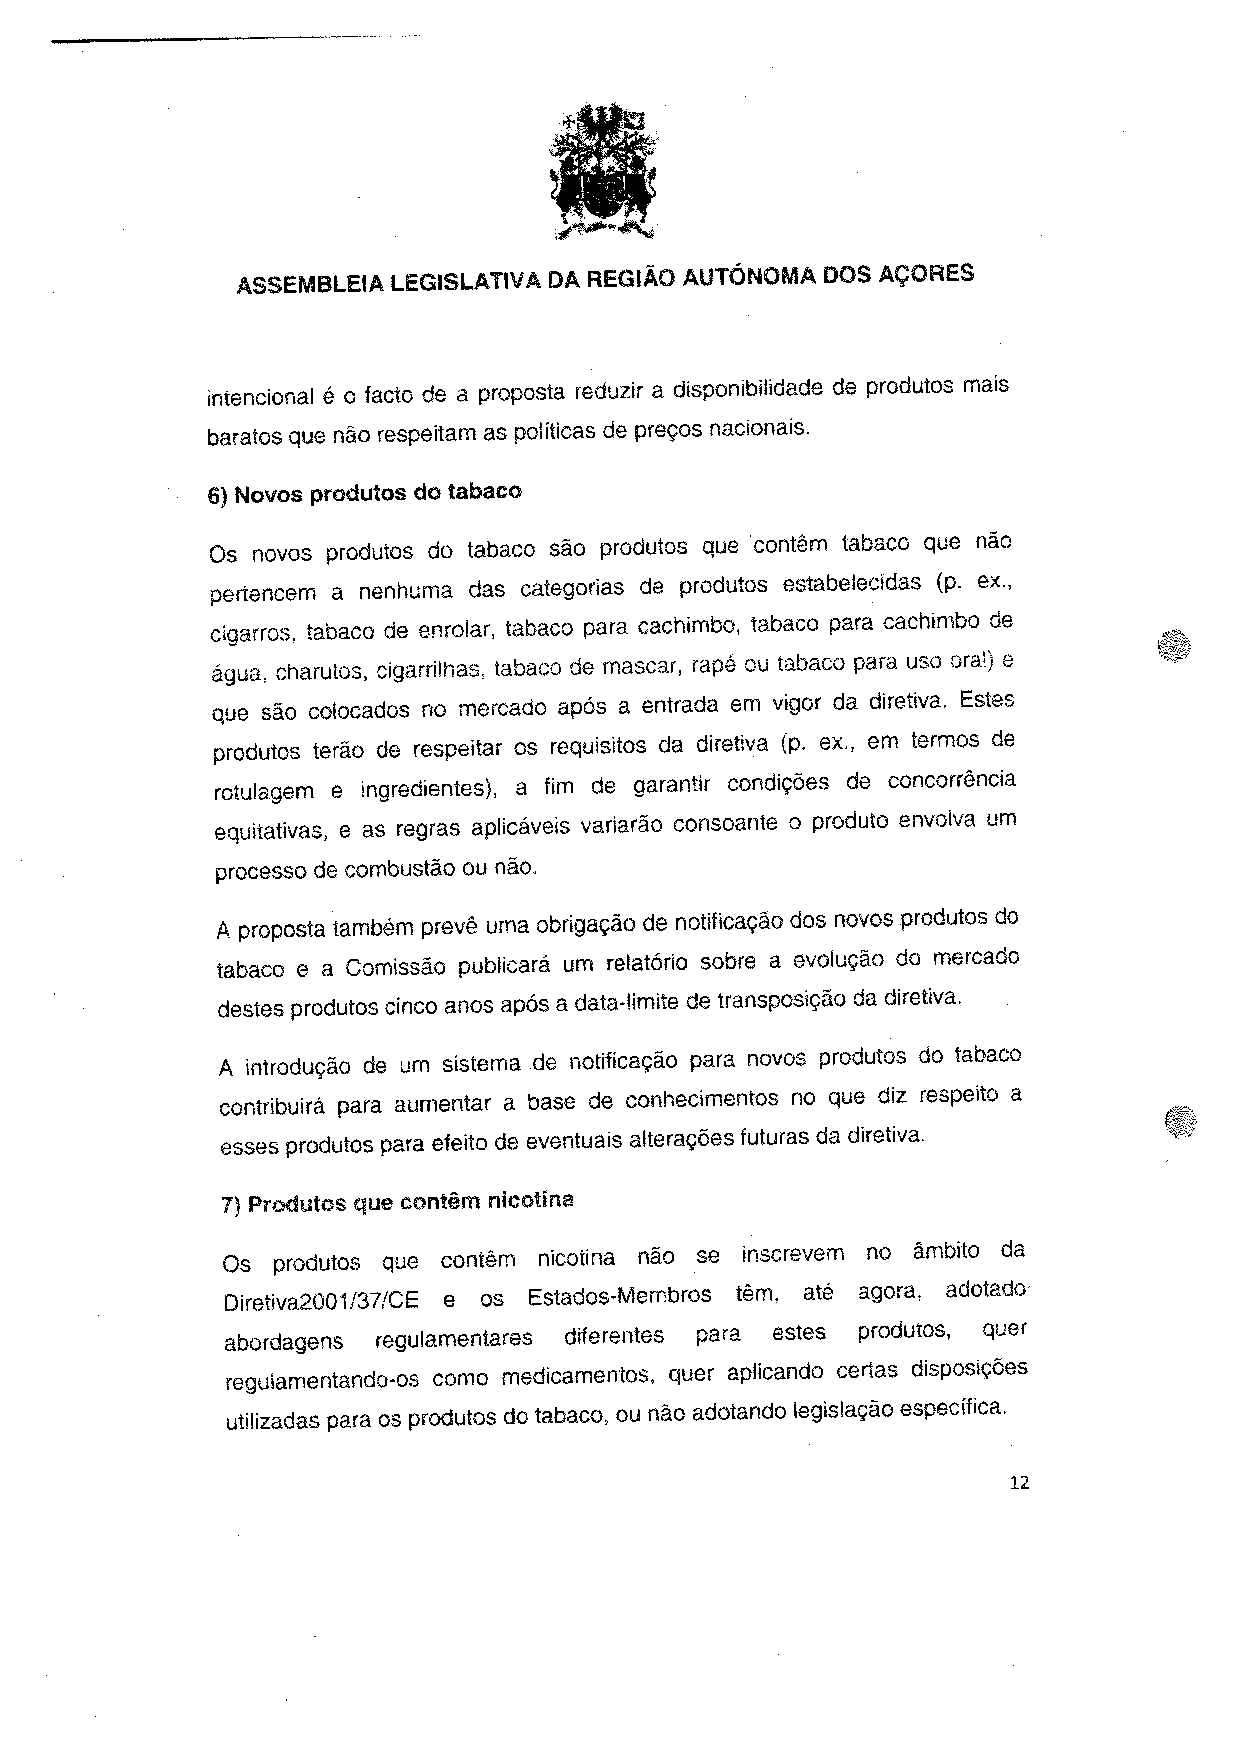 ASSEMBLEIA LEGISLATIVA DA REGIÃO AUTÓNOMA DOS AÇORES
intencional é o facto de a proposta reduzir a disponibilidade de produtos mais
baratos que não respeitam as políticas de preços nacionais.
6) Novos produtos do tabaco
Os novos produtos do tabaco são produtos que contêm tabaco que não
pertencem a nenhuma das categorias de produtos estabelecidas (p. ex.,
cigarros, tabaco de enrolar, tabaco para cachimbo, tabaco para cachimbo de
água, charutos, cigarrilhas, tabaco de mascar, rapé ou tabaco para uso oral) e
que são colocados no mercado após a entrada em vigor da diretiva. Estes
produtos terão de respeitar os requisitos da diretiva (p. ex., em termos de
rotulagem e ingredientes), a fim de garantir condições de concorrência
equitativas, e as regras aplicáveis variarão consoante o produto envolva um
processo de combustão ou não.
A proposta também prevê uma obrigação de notificação dos novos produtos do
tabaco e a Comissão publicará um relatório sobre a evolução do mercado
destes produtos cinco anos após a data-limite de transposição da diretiva.
A introdução de um sistema de notificação para novos produtos do tabaco
contribuirá para aumentar a base de conhecimentos no que diz respeito a
esses produtos para efeito de eventuais alterações futuras da diretiva.
7) Produtos que contêm nicotina
Os produtos que contêm nicotina não se inscrevem no âmbito da
Diretiva2001/37/CE e os Estados-Membros têm, até agora, adotado
abordagens regulamentares diferentes para estes produtos, quer
regulamentando-os como medicamentos, quer aplicando certas disposições
utilizadas para os produtos do tabaco, ou não adotando legislação específica.
12